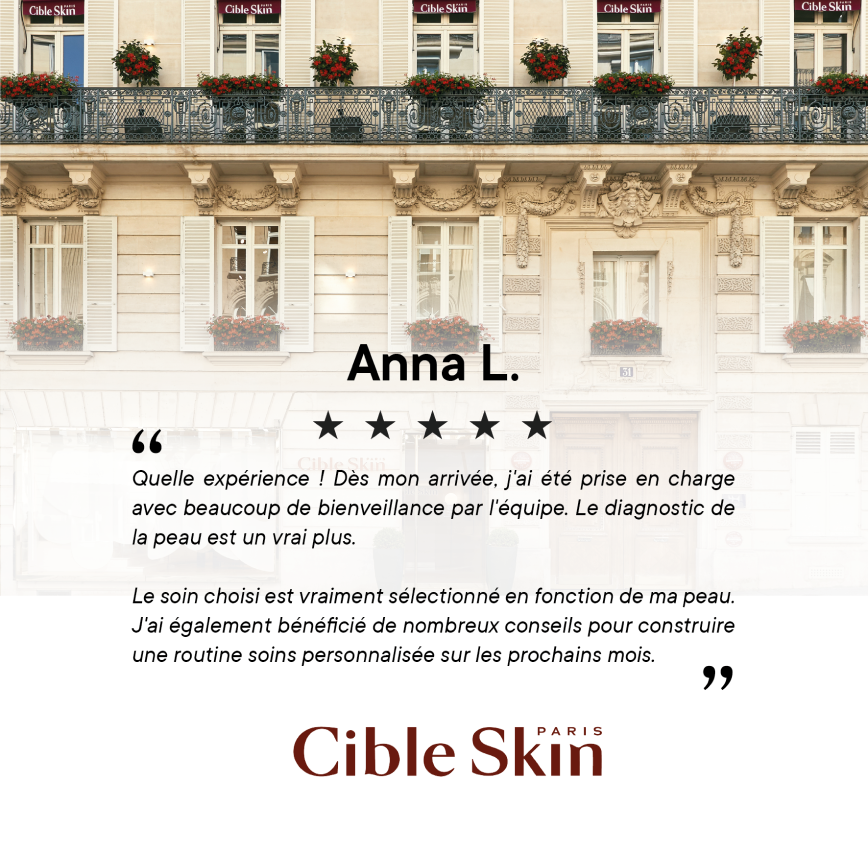 Cible Skin
Cible Skin
Cible Skin
Cible Skin
Cible Skin
31
Anna L.
★ ★ ★ ★ ★
“
Cible Skin
Quelle expérience ! Dès mon arrivée, j'ai été prise en charge
avec beaucoup de bienveillance par l'équipe. Le diagnostic de
la peau est un vrai plus.
Le soin choisi est vraiment sélectionné en fonction de ma peau.
J'ai également bénéficié de nombreux conseils pour construire
une routine soins personnalisée sur les prochains mois.
”
PARIS
Cible Skin